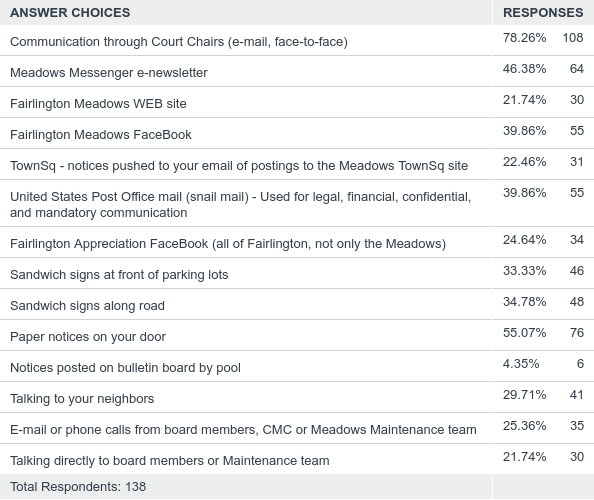 ANSWER CHOICES RESPONSES
Communication through Court Chairs (e-mail, face-to-face) 78.26% 108
Meadows Messenger e-newsletter 46.38% 64
Fairlington Meadows WEB site 21.74% 30
Fairlington Meadows FaceBook 39.86% 55
TownSq - notices pushed to your email of postings to the Meadows TownSq site 22.46% 31
United States Post Office mail (snail mail) - Used for legal, financial, confidential, 39.86% 55
and mandatory communication
Fairlington Appreciation FaceBook (all of Fairlington, not only the Meadows) 24.64% 34
Sandwich signs at front of parking lots 33.33% 46
Sandwich signs along road 34.78% 48
Paper notices on your door 55.07% 76
Notices posted on bulletin board by pool 4.35% 6
Talking to your neighbors 29.71% 41
E-mail or phone calls from board members, CMC or Meadows Maintenance team 25.36% 35
Talking directly to board members or Maintenance team 21.74% 30
Total Respondents: 138